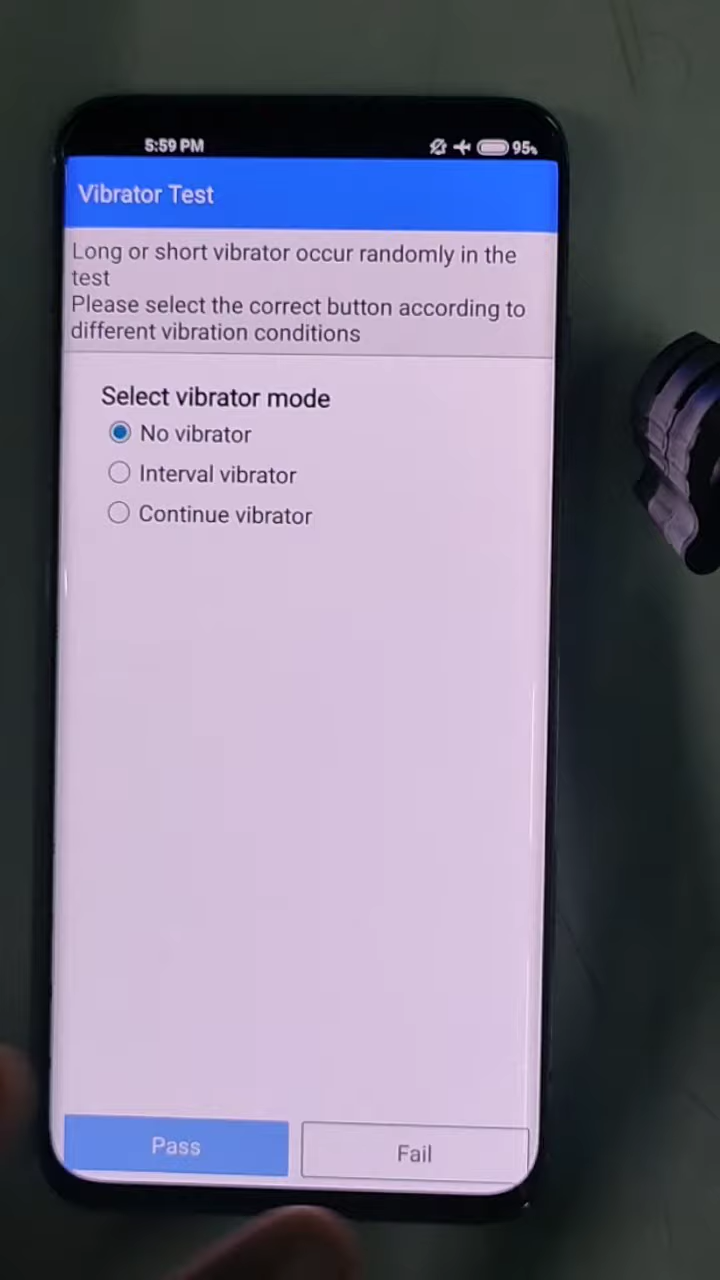 5:59 PM 95%
Vibrator Test
Long or short vibrator occur randomly in the
test
Please select the correct button according to
different vibration conditions
Select vibrator mode
No vibrator
Interval vibrator
Continue vibrator
Pass Fail